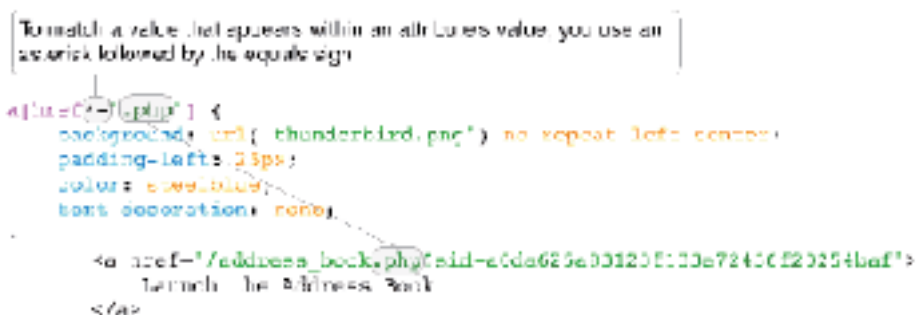 To match a value that appears within an attribute's value, you use an
asterisk followed by the equals sign
a[href*=".php"] {
background: url( thunderbird.png") no-repeat left center;
padding-left: 25px;
color: steelblue;
text-decoration: none;
<a href="/address_book.php
Launch The Address Book
</a>